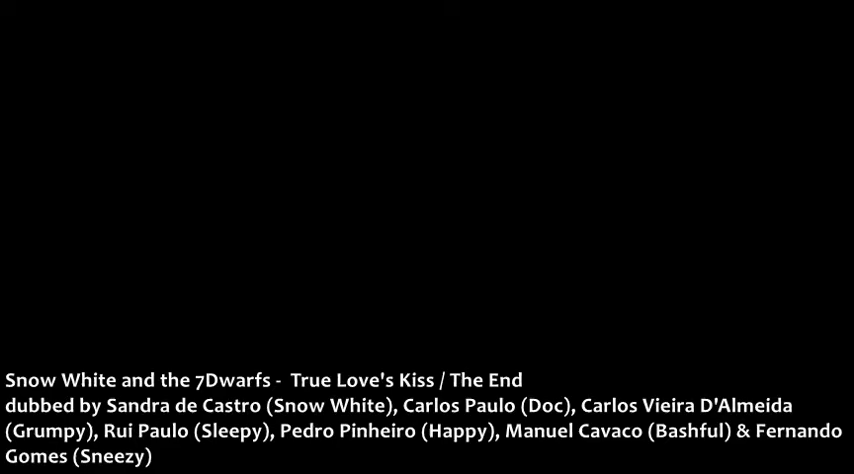 Snow White and the 7Dwarfs -  True Love's Kiss / The End
dubbed by Sandra de Castro (Snow White), Carlos Paulo (Doc), Carlos Vieira D'Almeida
(Grumpy), Rui Paulo (Sleepy), Pedro Pinheiro (Happy), Manuel Cavaco (Bashful) & Fernando
Gomes (Sneezy)